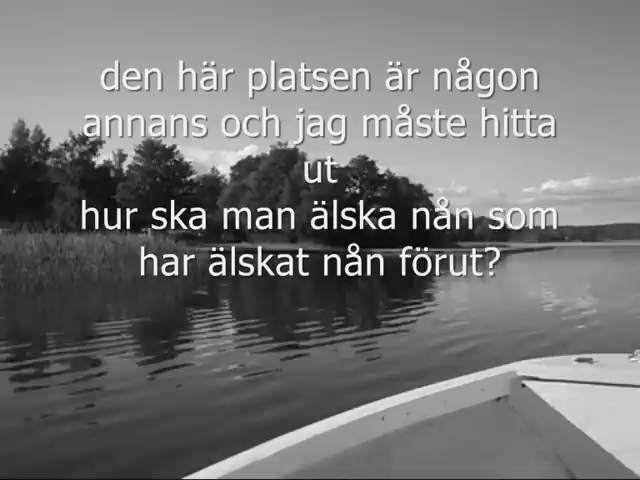 den här platsen är någon
annans och jag måste hitta
ut
hur ska man älska nån som
har älskat nån förut?